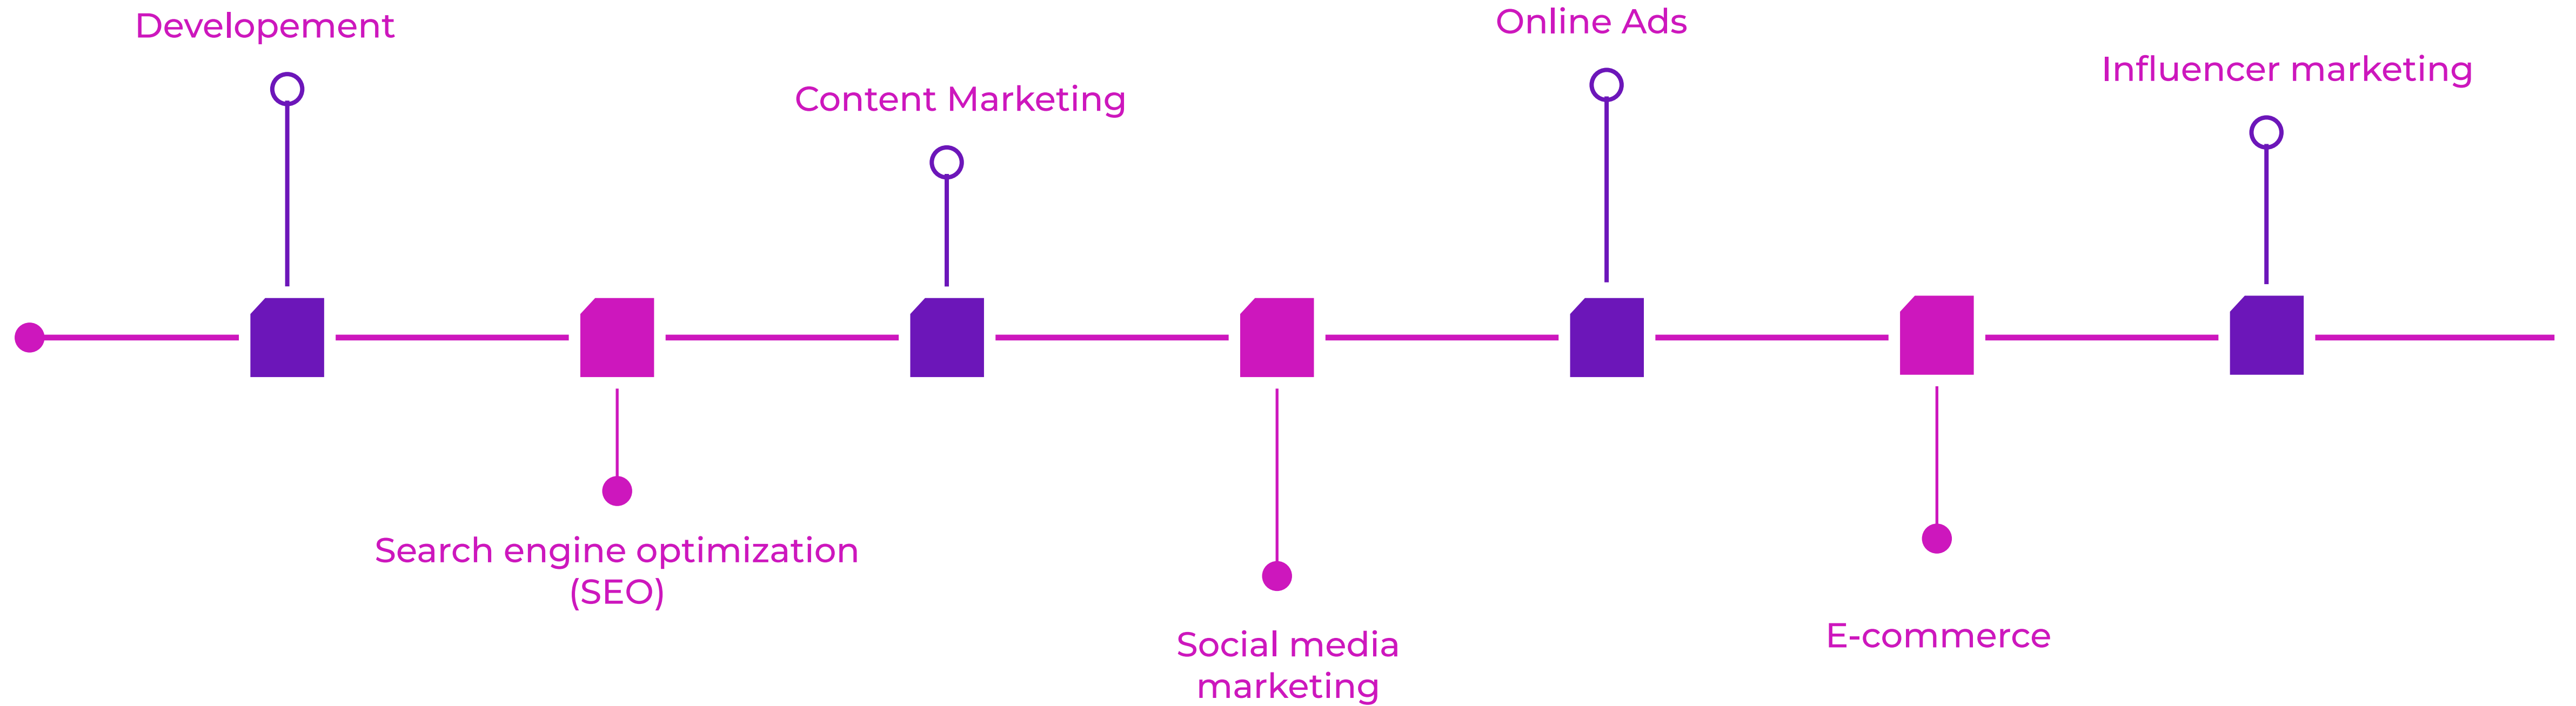 Developement
Search engine optimization
(SEO)
Content Marketing
Social media
marketing
Online Ads
E-commerce
Influencer marketing